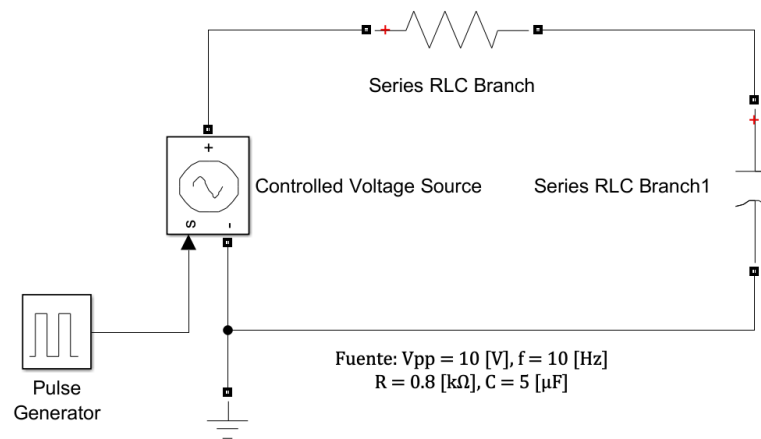 Series RLC Branch
+
Controlled Voltage Source
Series RLC Branch1
s
-
Fuente: Vpp = 10 [V], f = 10 [Hz]
R = 0.8 [kΩ], C = 5 [μF]
Pulse
Generator